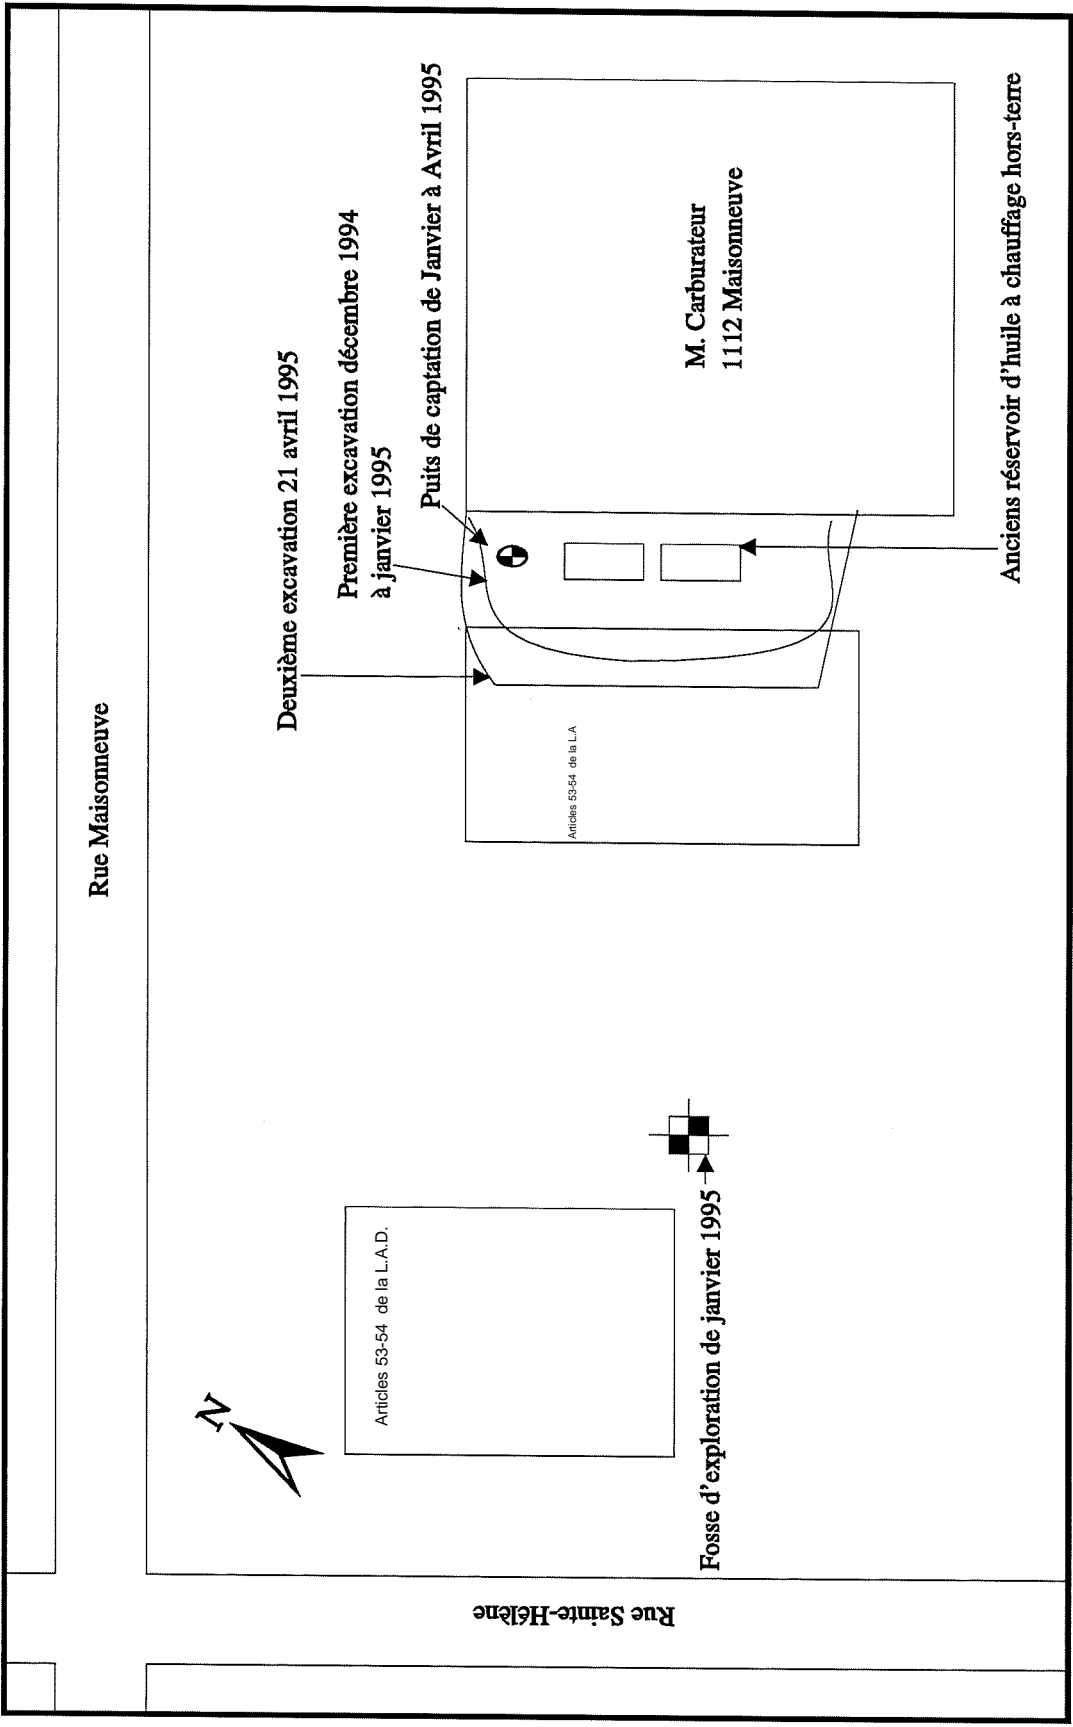 Rue Maisonneuve
Deuxième excavation 21 avril 1995
Première excavation décembre 1994
à janvier 1995
Puits de captation de Janvier à Avril 1995
M. Carburateur
1112 Maisonneuve
Anciens réservoir d'huile à chauffage hors-terre
Articles 53-54 de la L.A
N
Articles 53-54 de la L.A.D.
Fosse d'exploration de janvier 1995
Rue Sainte-Hélène